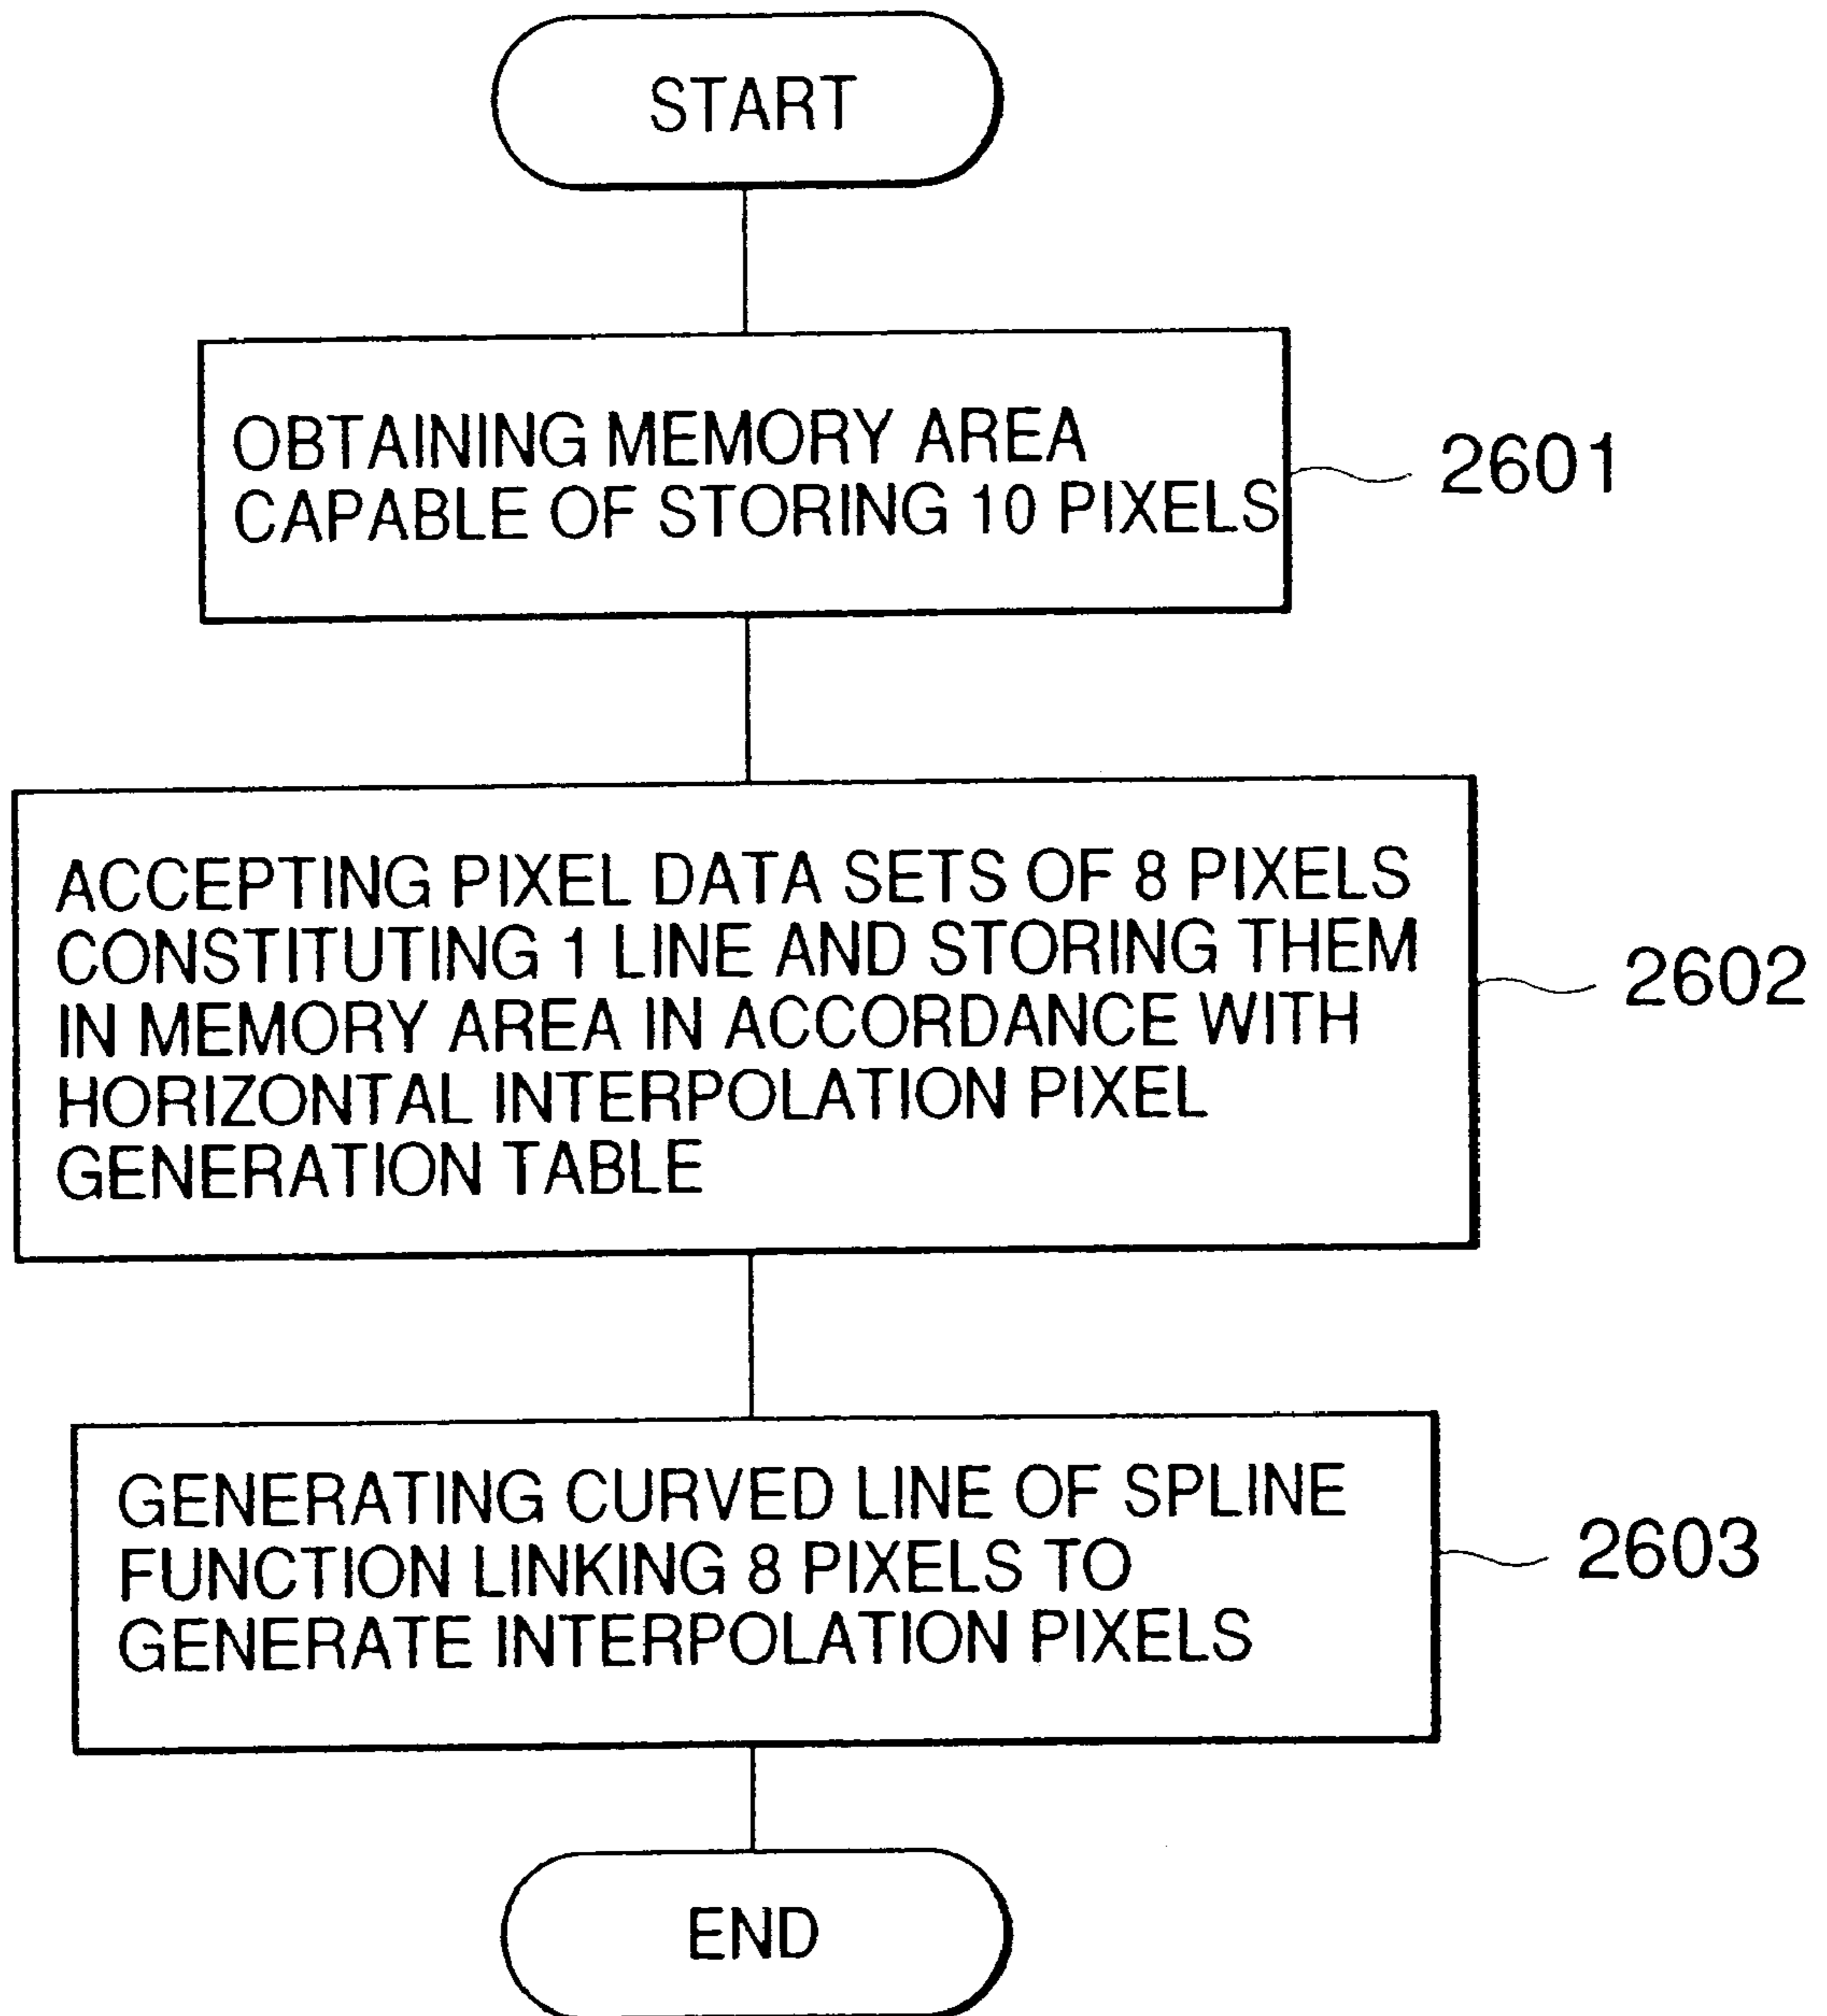 START
OBTAINING MEMORY AREA
CAPABLE OF STORING 10 PIXELS
2601
ACCEPTING PIXEL DATA SETS OF 8 PIXELS
CONSTITUTING 1 LINE AND STORING THEM
IN MEMORY AREA IN ACCORDANCE WITH
HORIZONTAL INTERPOLATION PIXEL
GENERATION TABLE
2602
GENERATING CURVED LINE OF SPLINE
FUNCTION LINKING 8 PIXELS TO
GENERATE INTERPOLATION PIXELS
2603
END